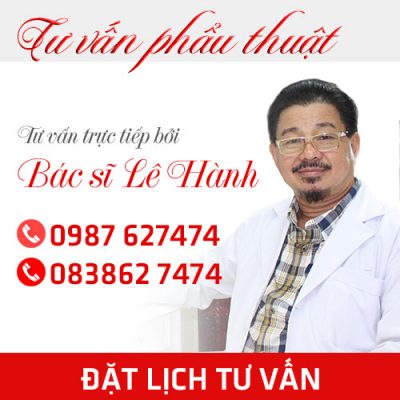 Tư vấn phẩu thuật
Tư vấn trực tiếp bởi
Bác sĩ Lê Hành
0987 627474
083862 7474
ĐẶT LỊCH TƯ VẤN